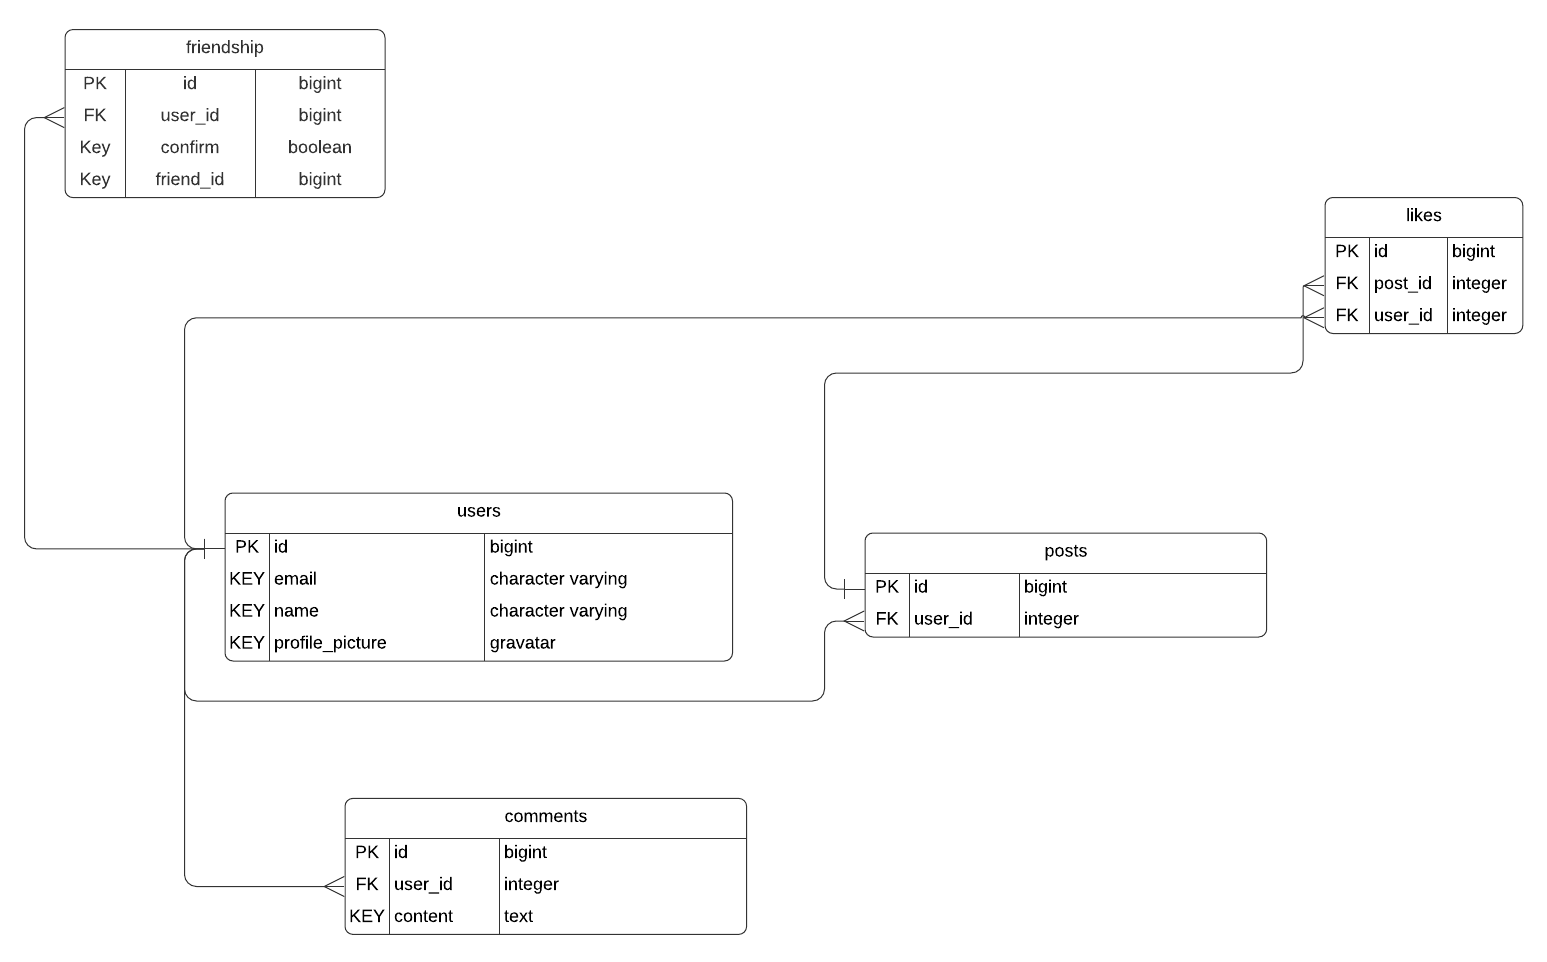 friendship
PK id bigint
FK user_id bigint
Key confirm boolean
Key friend_id bigint
likes
PK id bigint
FK post_id integer
FK user_id integer
users
PK id bigint
KEY email character varying
KEY name character varying
KEY profile_picture gravatar
posts
PK id bigint
FK user_id integer
comments
PK id bigint
FK user_id integer
KEY content text